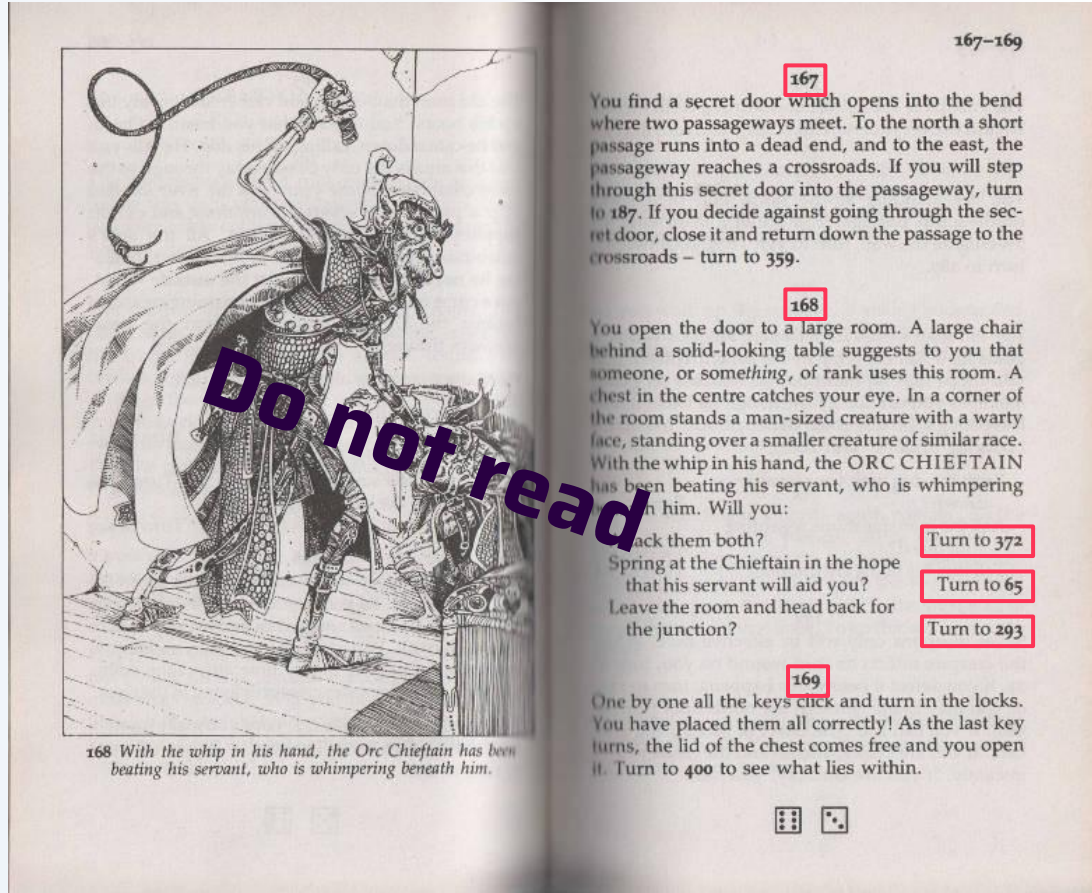 168 With the whip in his hand, the Orc Chieftain has been
beating his servant, who is whimpering beneath him.
Do not read
167–169
167
You find a secret door which opens into the bend
where two passageways meet. To the north a short
passage runs into a dead end, and to the east, the
passageway reaches a crossroads. If you will step
through this secret door into the passageway, turn
to 187. If you decide against going through the sec-
ret door, close it and return down the passage to the
crossroads – turn to 359.
168
You open the door to a large room. A large chair
behind a solid-looking table suggests to you that
someone, or something, of rank uses this room. A
chest in the centre catches your eye. In a corner of
the room stands a man-sized creature with a warty
face, standing over a smaller creature of similar race.
With the whip in his hand, the ORC CHIEFTAIN
has been beating his servant, who is whimpering
him. Will you:
them both? Turn to 372
Spring at the Chieftain in the hope
that his servant will aid you? Turn to 65
Leave the room and head back for
the junction? Turn to 293
169
One by one all the keys click and turn in the locks.
You have placed them all correctly! As the last key
turns, the lid of the chest comes free and you open
it. Turn to 400 to see what lies within.